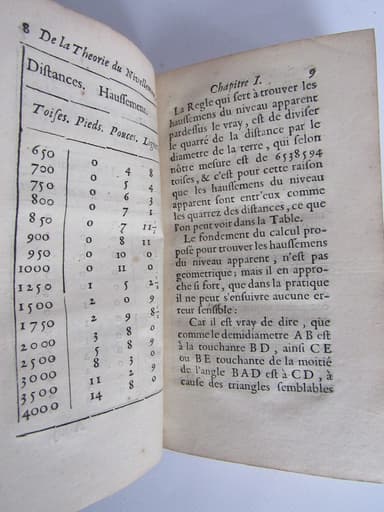 8 De la Theorie du Nivellemen
Distances. Haussement.
Toises. Pieds. Pouces. Lignes
650 0 4 8
700 0 5 4
750 0 6 3
800 0 7 1
850 0 7 11½
900 0 8 11
950 0 10 0
1000 0 11 0
1250 1 5 2½
1500 2 0 9
1750 2 9 8½
2000 3 8 0
2500 5 8 9
3000 8 3 0
3500 11 2 9
4000 14 8 0
Chapitre I. 9
La Regle qui sert à trouver les
haussemens du niveau apparent
pardessus le vray, est de diviser
le quarré de la distance par le
diametre de la terre, qui selon
nôtre mesure est de 6538594
toises, & c'est pour cette raison
que les haussemens du niveau
apparent sont entr'eux comme
les quarrez des distances, ce que
l'on peut voir dans la Table.
Le fondement du calcul pro-
posé pour trouver les haussemens
du niveau apparent, n'est pas
geometrique; mais il en appro-
che si fort, que dans la pratique
il ne peut s'ensuivre aucune er-
reur sensible:
Car il est vray de dire, que
comme le demidiametre AB est
à la touchante BD, ainsi CE
ou BE touchante de la moitié
de l'angle BAD est à CD, à
cause des triangles semblables